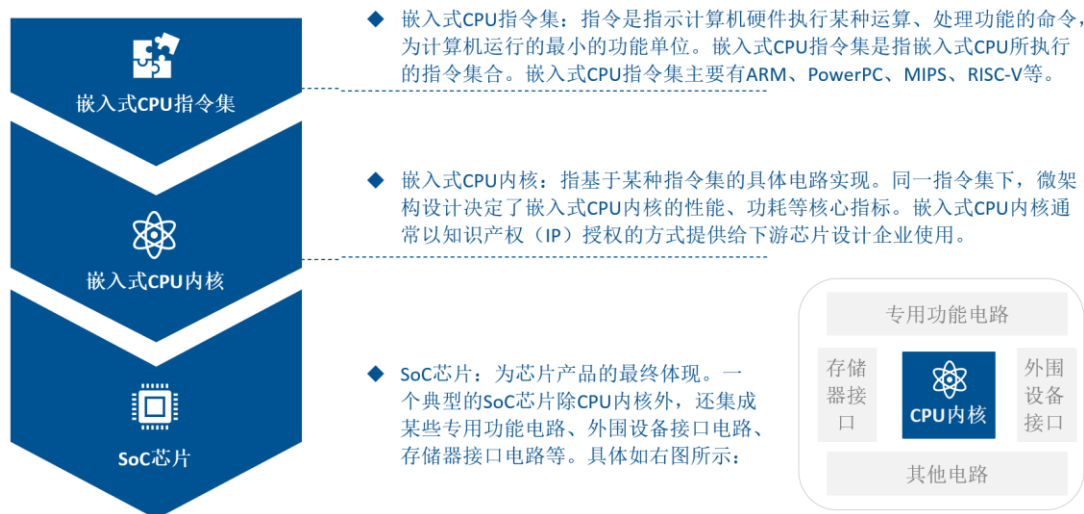 嵌入式CPU指令集
◆ 嵌入式CPU指令集：指令是指示计算机硬件执行某种运算、处理功能的命令，
为计算机运行的最小的功能单位。嵌入式CPU指令集是指嵌入式CPU所执行
的指令集合。嵌入式CPU指令集主要有ARM、PowerPC、MIPS、RISC-V等。
嵌入式CPU内核
◆ 嵌入式CPU内核：指基于某种指令集的具体电路实现。同一指令集下，微架
构设计决定了嵌入式CPU内核的性能、功耗等核心指标。嵌入式CPU内核通
常以知识产权（IP）授权的方式提供给下游芯片设计企业使用。
SoC芯片
◆ SoC芯片：为芯片产品的最终体现。一
个典型的SoC芯片除CPU内核外，还集成
某些专用功能电路、外围设备接口电路、
存储器接口电路等。具体如右图所示：
专用功能电路
存储
器接
口
CPU内核
外围
设备
接口
其他电路